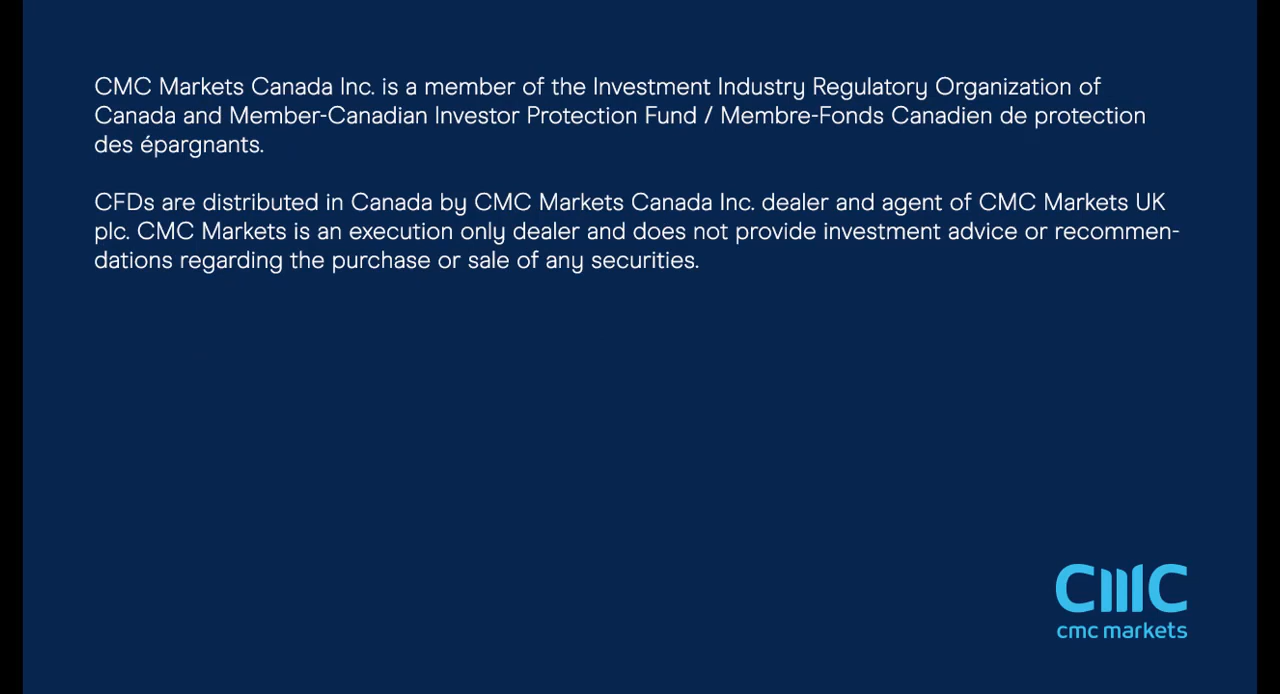 CMC Markets Canada Inc. is a member of the Investment Industry Regulatory Organization of
Canada and Member-Canadian Investor Protection Fund / Membre-Fonds Canadien de protection
des épargnants.
CFDs are distributed in Canada by CMC Markets Canada Inc. dealer and agent of CMC Markets UK
plc. CMC Markets is an execution only dealer and does not provide investment advice or recommen-
dations regarding the purchase or sale of any securities.
CMC
cmc markets